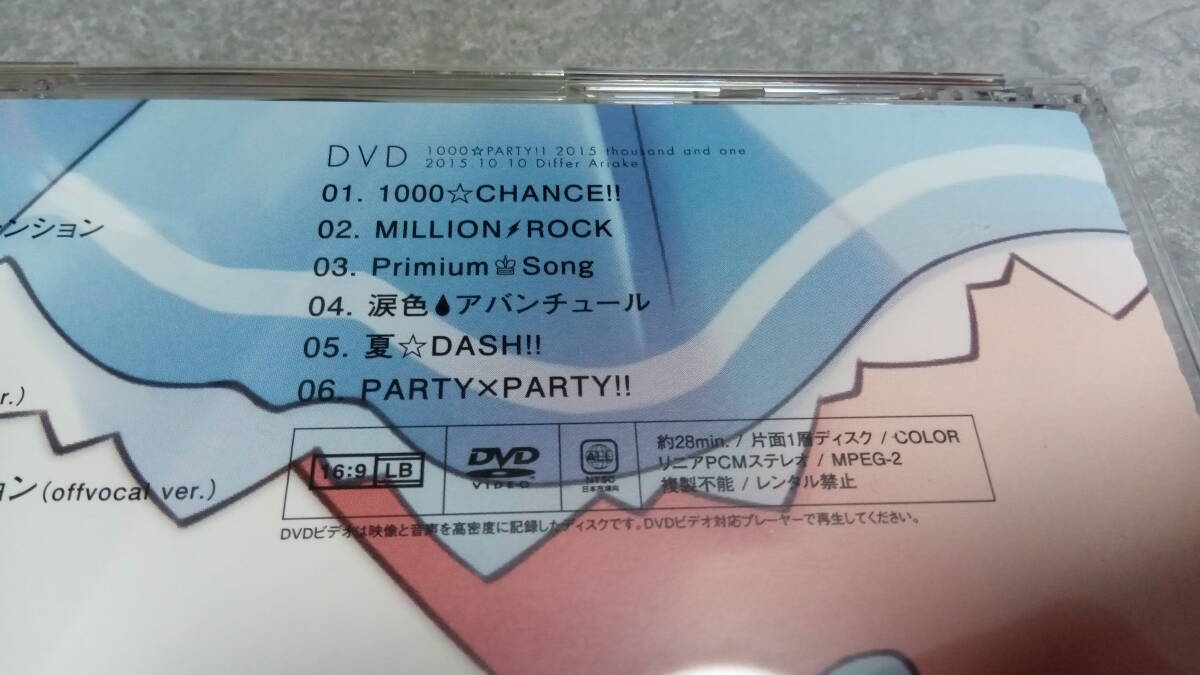 DVD 1000☆PARTY!! 2015 thousand and one
2015.10.10 Differ Ariake
01. 1000☆CHANCE!!
ンション
02. MILLION⚡ROCK
03. Primium♔Song
04. 涙色💧アバンチュール
05. 夏☆DASH!!
06. PARTY×PARTY!!
r.)
ン(offvocal ver.)
16:9 LB
DVD
VIDEO
ALL
NTSC
日本市場向
約28min. / 片面1層ディスク / COLOR
リニアPCMステレオ / MPEG-2
複製不能 / レンタル禁止
DVDビデオは映像と音声を高密度に記録したディスクです。DVDビデオ対応プレーヤーで再生してください。